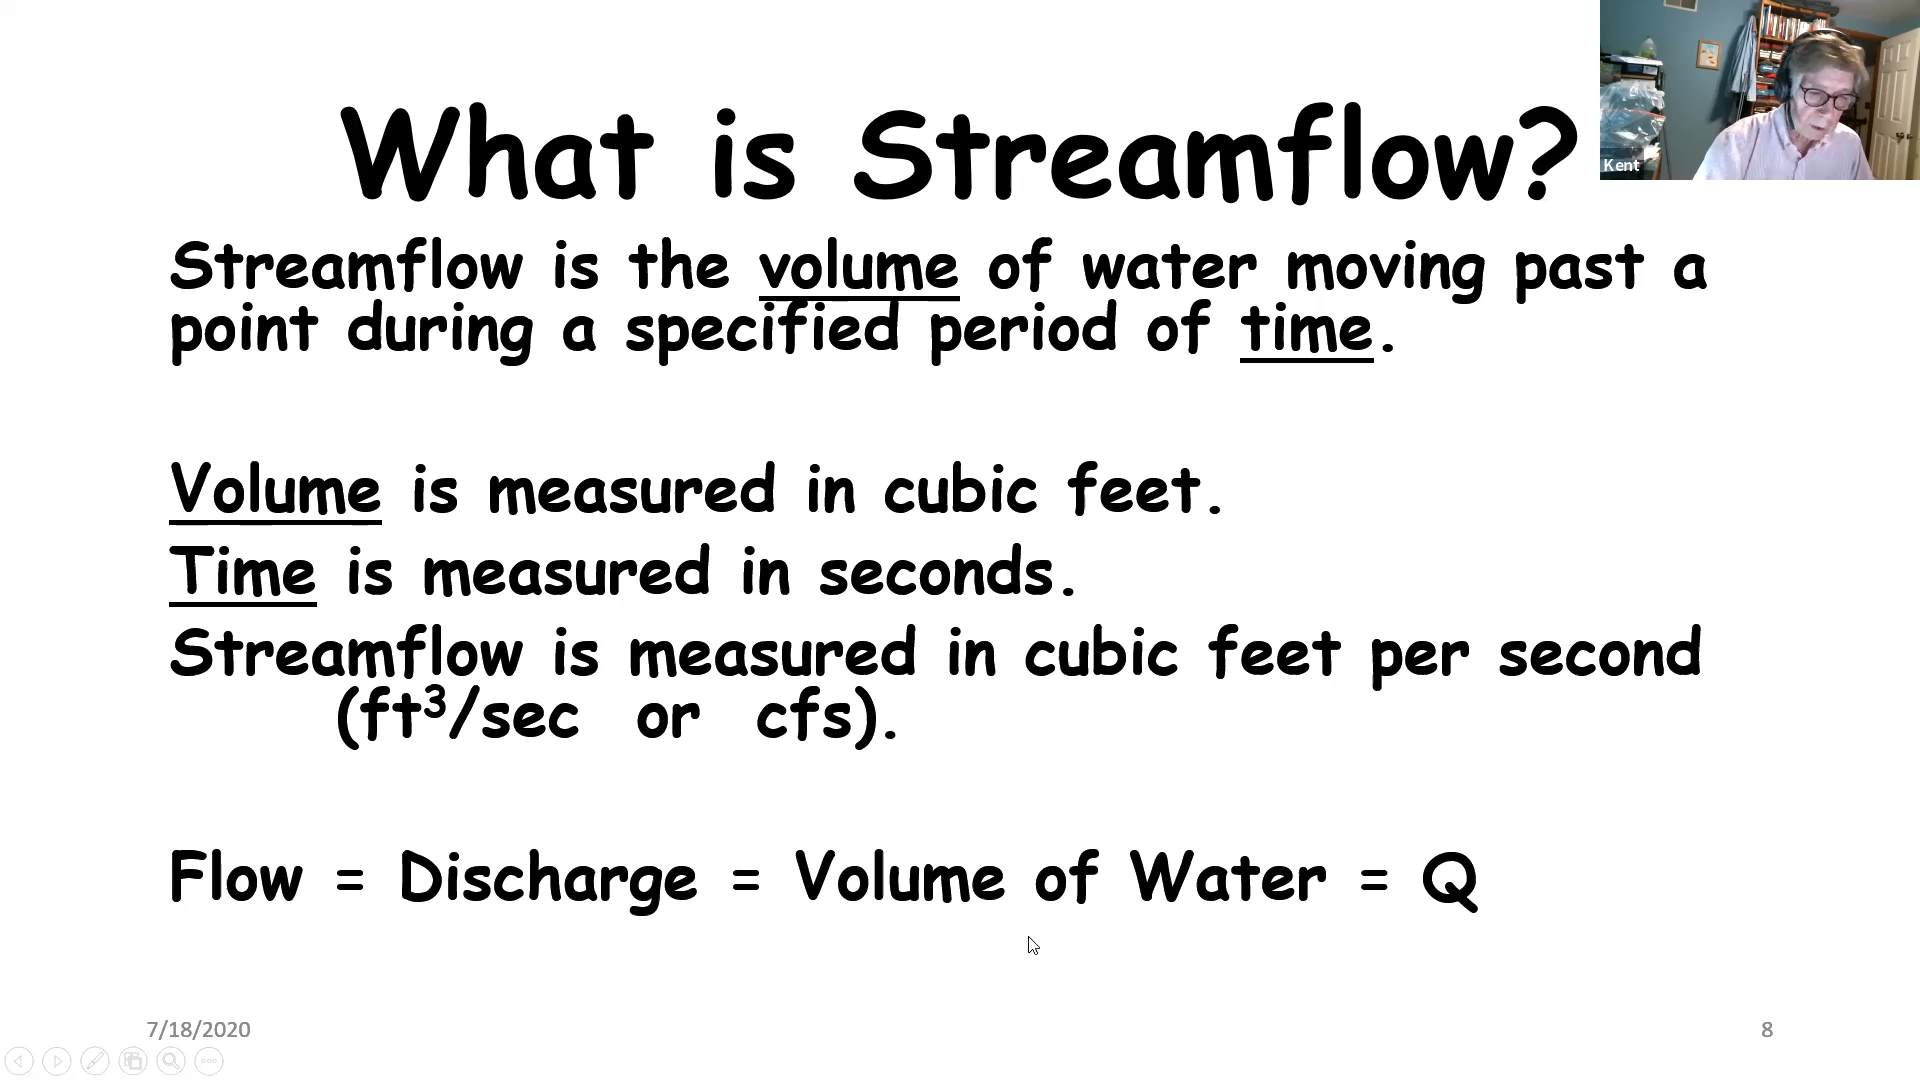 What is Streamflow?
Kent
Streamflow is the volume of water moving past a
point during a specified period of time.
Volume is measured in cubic feet.
Time is measured in seconds.
Streamflow is measured in cubic feet per second
(ft³/sec or cfs).
Flow = Discharge = Volume of Water = Q
7/18/2020
8